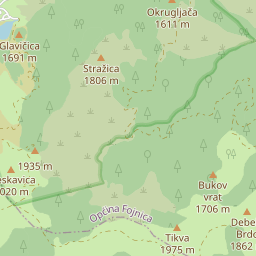 Okrugljača
1611 m
Glavičica
1691 m
Stražica
1806 m
1935 m
eskavica
020 m
Bukov
vrat
1706 m
Općina Fojnica
Debe
Brdo
1862
Tikva
1975 m